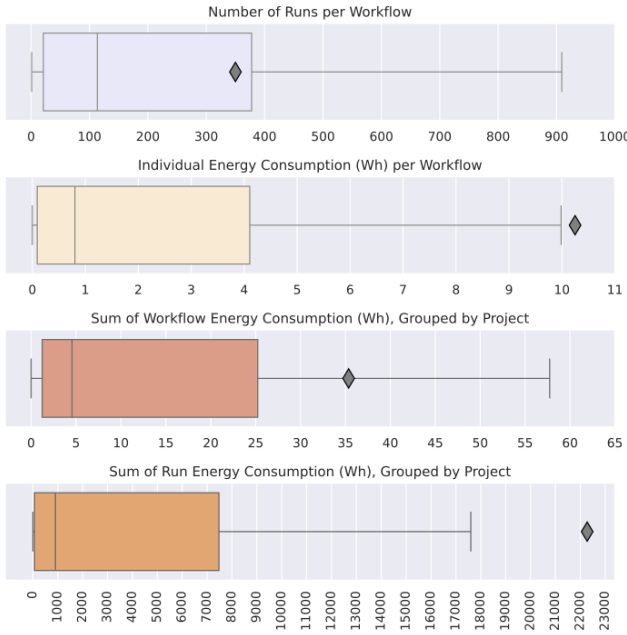 Number of Runs per Workflow
0 100 200 300 400 500 600 700 800 900 1000
Individual Energy Consumption (Wh) per Workflow
0 1 2 3 4 5 6 7 8 9 10 11
Sum of Workflow Energy Consumption (Wh), Grouped by Project
0 5 10 15 20 25 30 35 40 45 50 55 60 65
Sum of Run Energy Consumption (Wh), Grouped by Project
0 1000 2000 3000 4000 5000 6000 7000 8000 9000 10000 11000 12000 13000 14000 15000 16000 17000 18000 19000 20000 21000 22000 23000